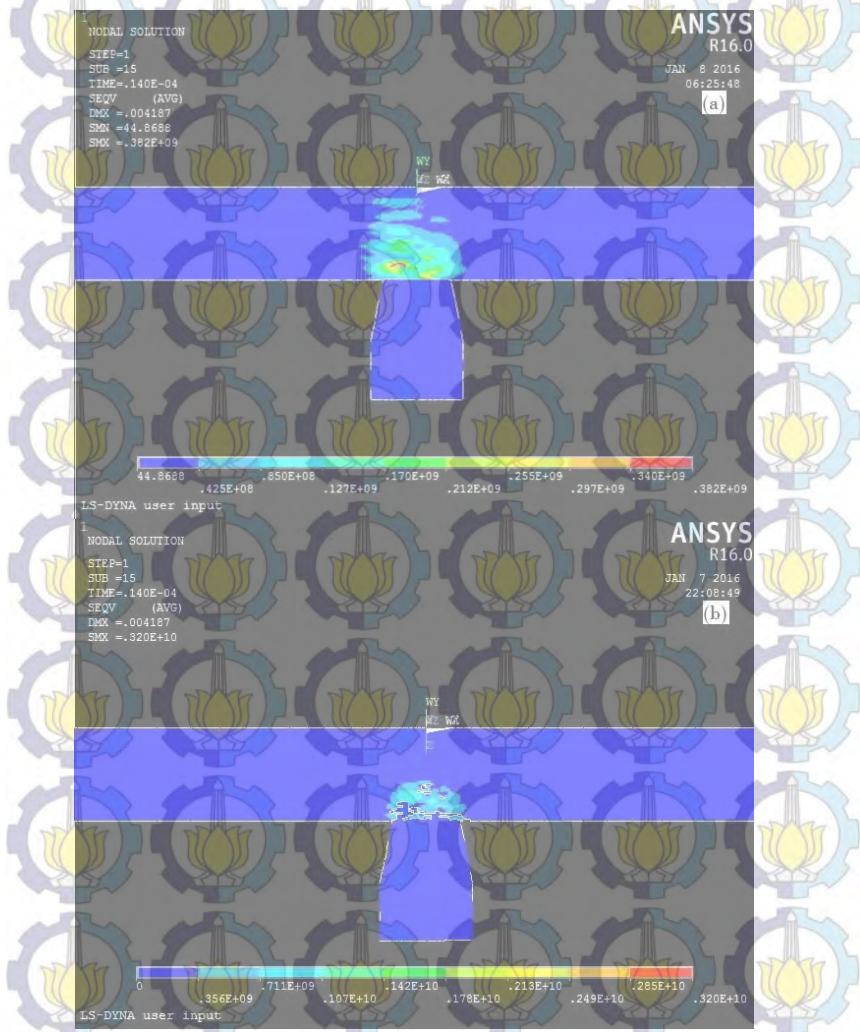 1
NODAL SOLUTION
STEP=1
SUB =15
TIME=.140E-04
SEQV (AVG)
DMX =.004187
SMN =44.8688
SMX =.382E+09
ANSYS
R16.0
JAN 8 2016
06:25:48
(a)
WY
WZ WX
44.8688 .850E+08 .170E+09 .255E+09 .340E+09
.425E+08 .127E+09 .212E+09 .297E+09 .382E+09
LS-DYNA user input
1
NODAL SOLUTION
STEP=1
SUB =15
TIME=.140E-04
SEQV (AVG)
DMX =.004187
SMX =.320E+10
ANSYS
R16.0
JAN 7 2016
22:08:49
(b)
WY
WZ WX
0 .711E+09 .142E+10 .213E+10 .285E+10
.356E+09 .107E+10 .178E+10 .249E+10 .320E+10
LS-DYNA user input